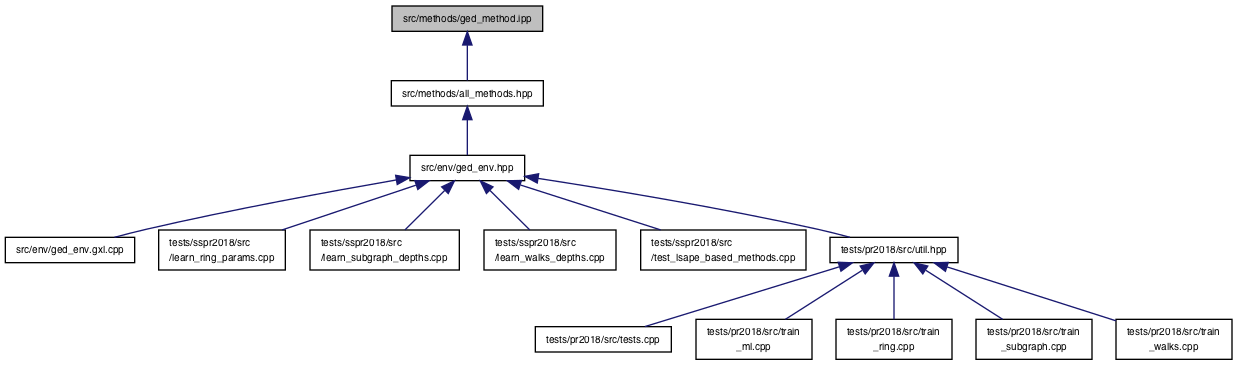 src/methods/ged_method.ipp
src/methods/all_methods.hpp
src/env/ged_env.hpp
src/env/ged_env.gxl.cpp
tests/sspr2018/src
/learn_ring_params.cpp
tests/sspr2018/src
/learn_subgraph_depths.cpp
tests/sspr2018/src
/learn_walks_depths.cpp
tests/sspr2018/src
/test_lsape_based_methods.cpp
tests/pr2018/src/util.hpp
tests/pr2018/src/tests.cpp
tests/pr2018/src/train
_ml.cpp
tests/pr2018/src/train
_ring.cpp
tests/pr2018/src/train
_subgraph.cpp
tests/pr2018/src/train
_walks.cpp